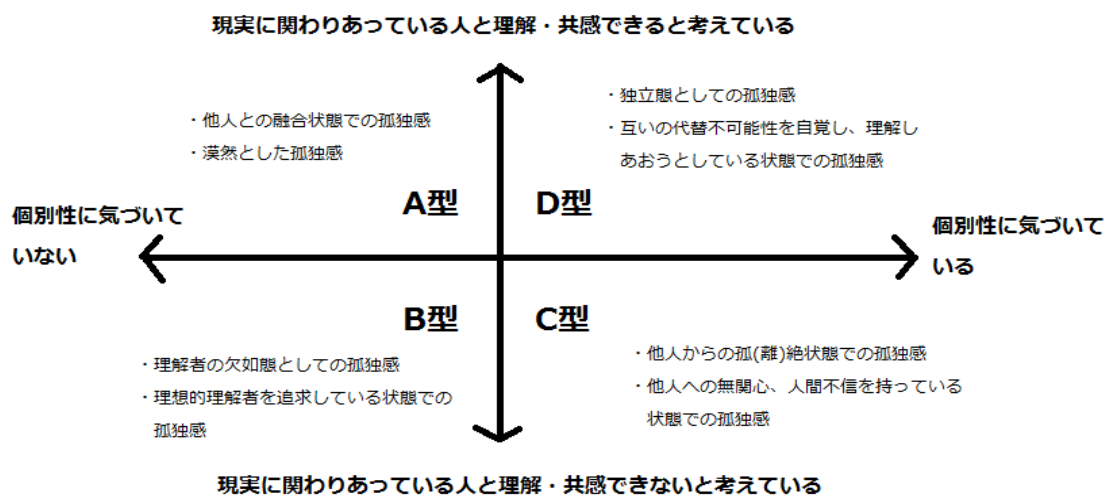 現実に関わりあっている人と理解・共感できると考えている
・他人との融合状態での孤独感
・漠然とした孤独感
・独立態としての孤独感
・互いの代替不可能性を自覚し、理解し
あおうとしている状態での孤独感
A型
D型
個別性に気づいて
いない
個別性に気づいて
いる
B型
C型
・理解者の欠如態としての孤独感
・理想的理解者を追求している状態での
孤独感
・他人からの孤(離)絶状態での孤独感
・他人への無関心、人間不信を持っている
状態での孤独感
現実に関わりあっている人と理解・共感できないと考えている